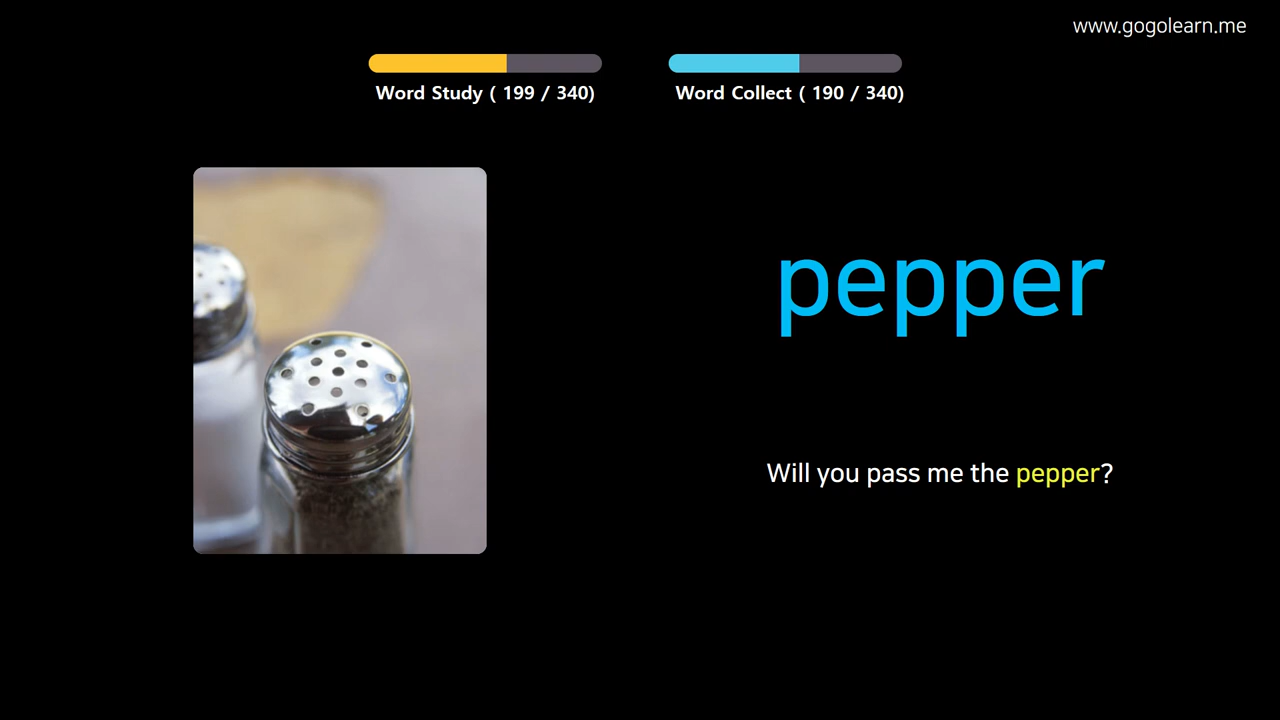 www.gogolearn.me
Word Study ( 199 / 340)
Word Collect ( 190 / 340)
pepper
Will you pass me the pepper?